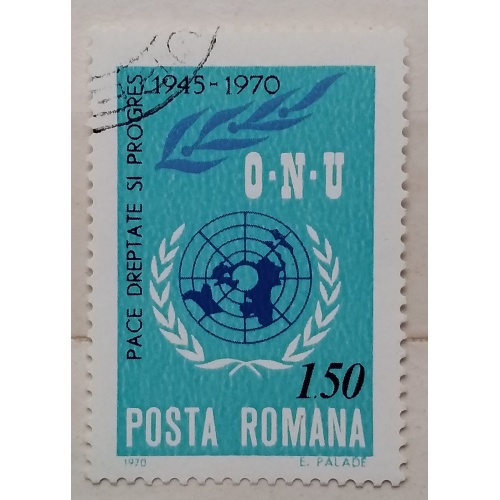 1945-1970
PACE DREPTATE SI PROGRES
O·N·U
1.50
POSTA ROMANA
1970
E. PALADE